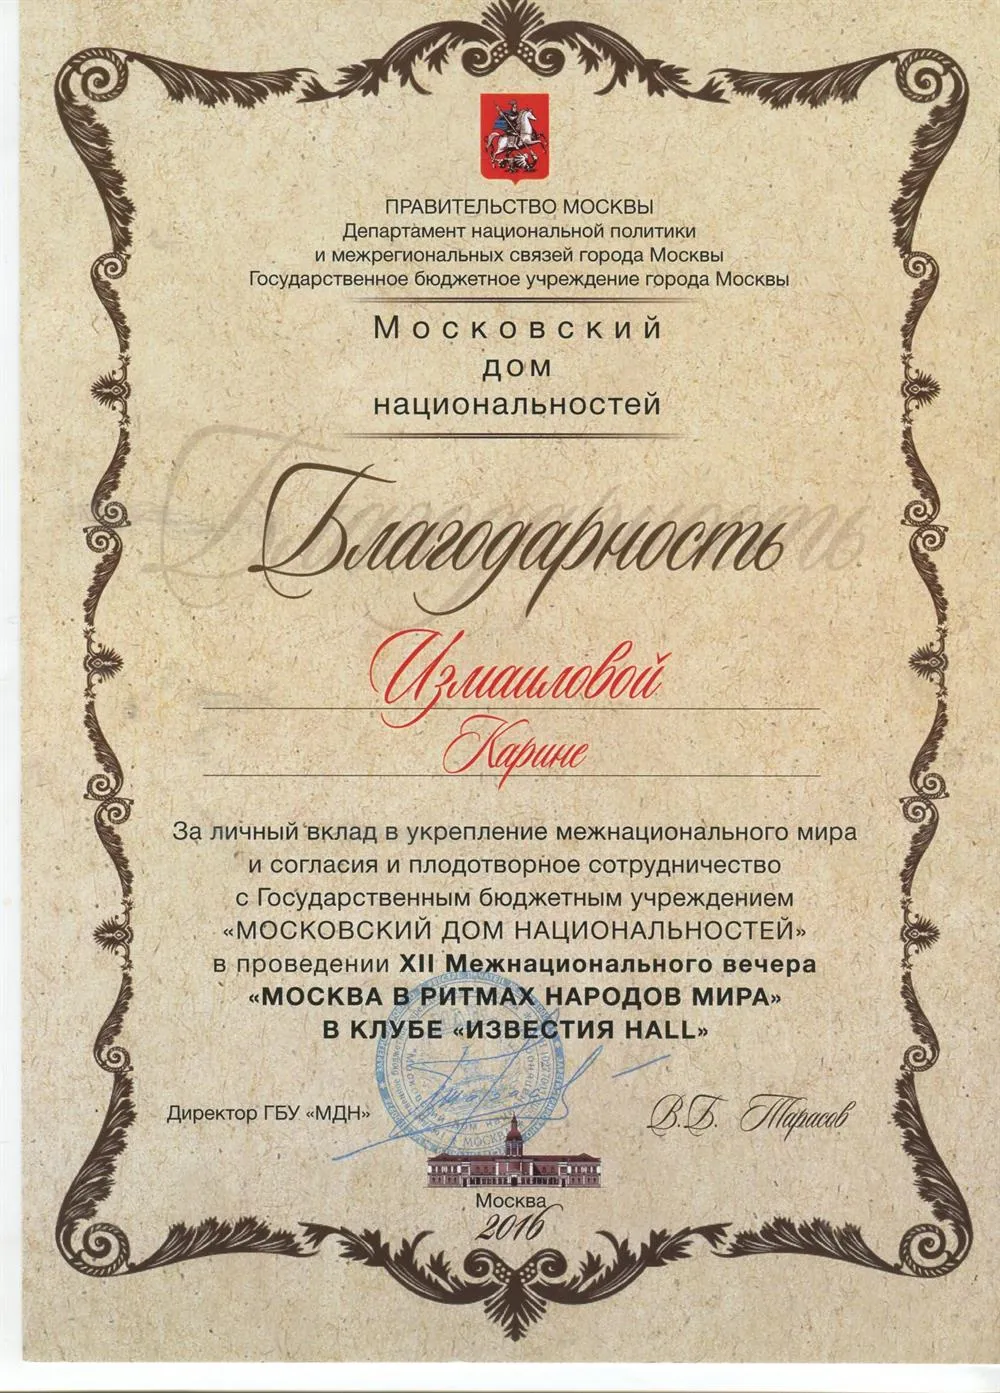 ПРАВИТЕЛЬСТВО МОСКВЫ
Департамент национальной политики
и межрегиональных связей города Москвы
Государственное бюджетное учреждение города Москвы
Московский
дом
национальностей
Благодарность
Измаиловой
Карине
За личный вклад в укрепление межнационального мира
и согласия и плодотворное сотрудничество
с Государственным бюджетным учреждением
«МОСКОВСКИЙ ДОМ НАЦИОНАЛЬНОСТЕЙ»
в проведении XII Межнационального вечера
«МОСКВА В РИТМАХ НАРОДОВ МИРА»
В КЛУБЕ «ИЗВЕСТИЯ HALL»
Директор ГБУ «МДН» В.Б. Тарасов
МОСКВА
Москва
2016